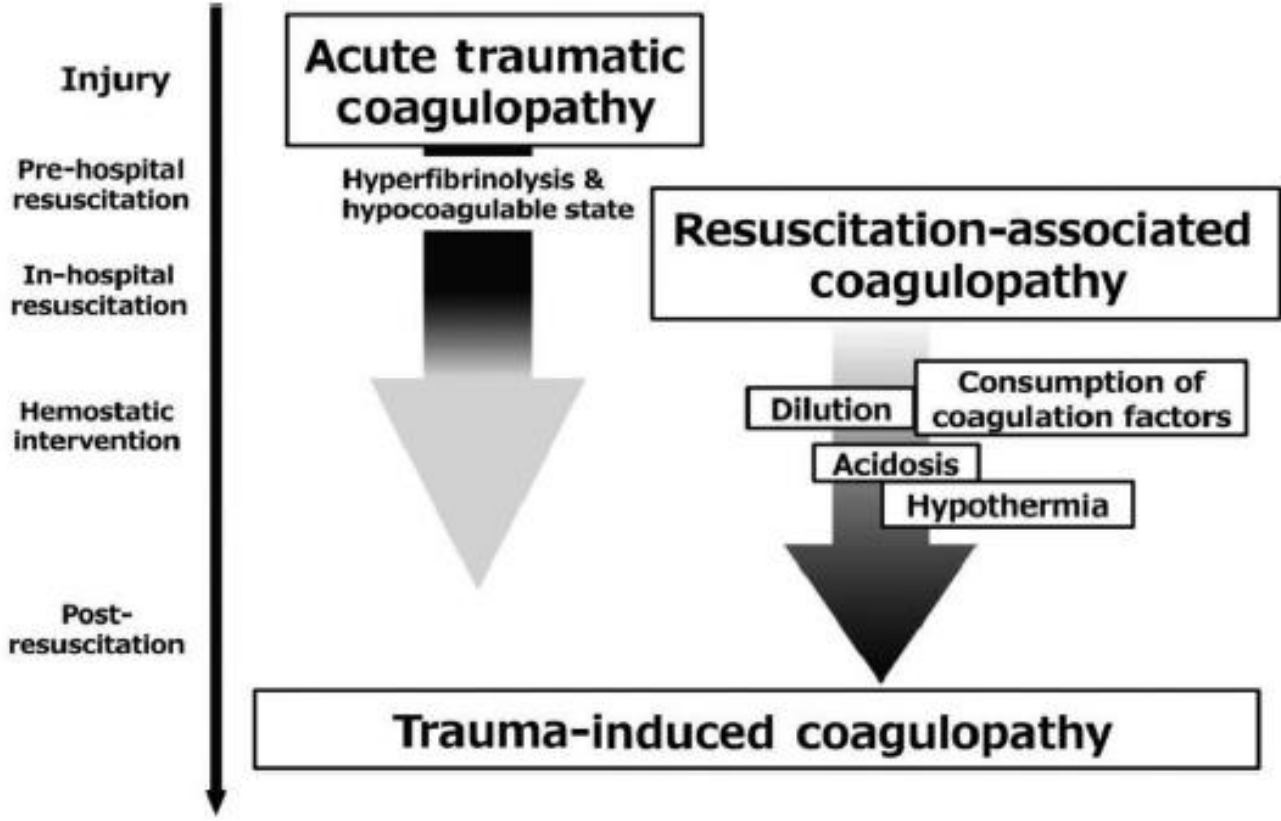 Injury
Pre-hospital
resuscitation
In-hospital
resuscitation
Hemostatic
intervention
Post-
resuscitation
Acute traumatic
coagulopathy
Hyperfibrinolysis &
hypocoagulable state
Resuscitation-associated
coagulopathy
Dilution
Consumption of
coagulation factors
Acidosis
Hypothermia
Trauma-induced coagulopathy